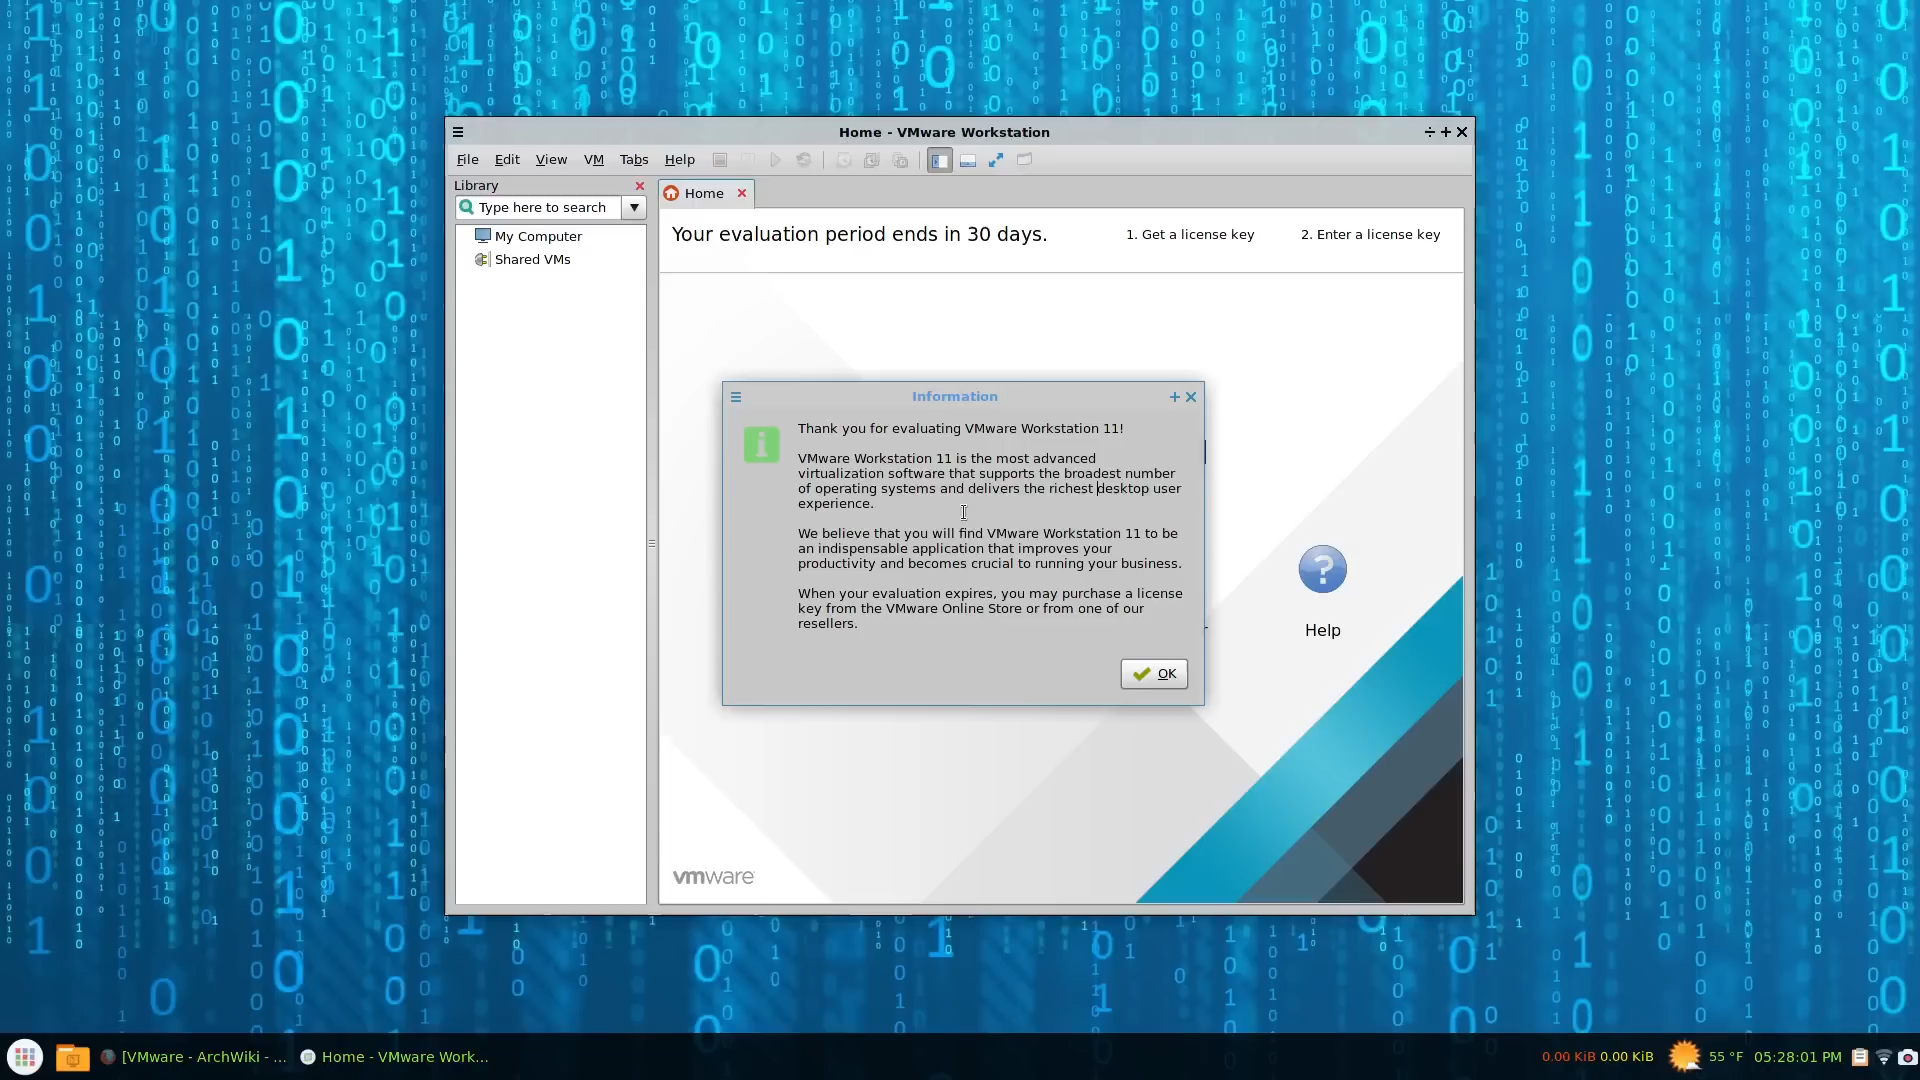 Home - VMware Workstation
File Edit View VM Tabs Help
Library
Type here to search
My Computer
Shared VMs
Home
Your evaluation period ends in 30 days.
1. Get a license key
2. Enter a license key
Information
Thank you for evaluating VMware Workstation 11!
VMware Workstation 11 is the most advanced
virtualization software that supports the broadest number
of operating systems and delivers the richest desktop user
experience.
We believe that you will find VMware Workstation 11 to be
an indispensable application that improves your
productivity and becomes crucial to running your business.
When your evaluation expires, you may purchase a license
key from the VMware Online Store or from one of our
resellers.
OK
Help
vmware
[VMware - ArchWiki - ...
Home - VMware Work...
0.00 KiB 0.00 KiB
55 °F
05:28:01 PM